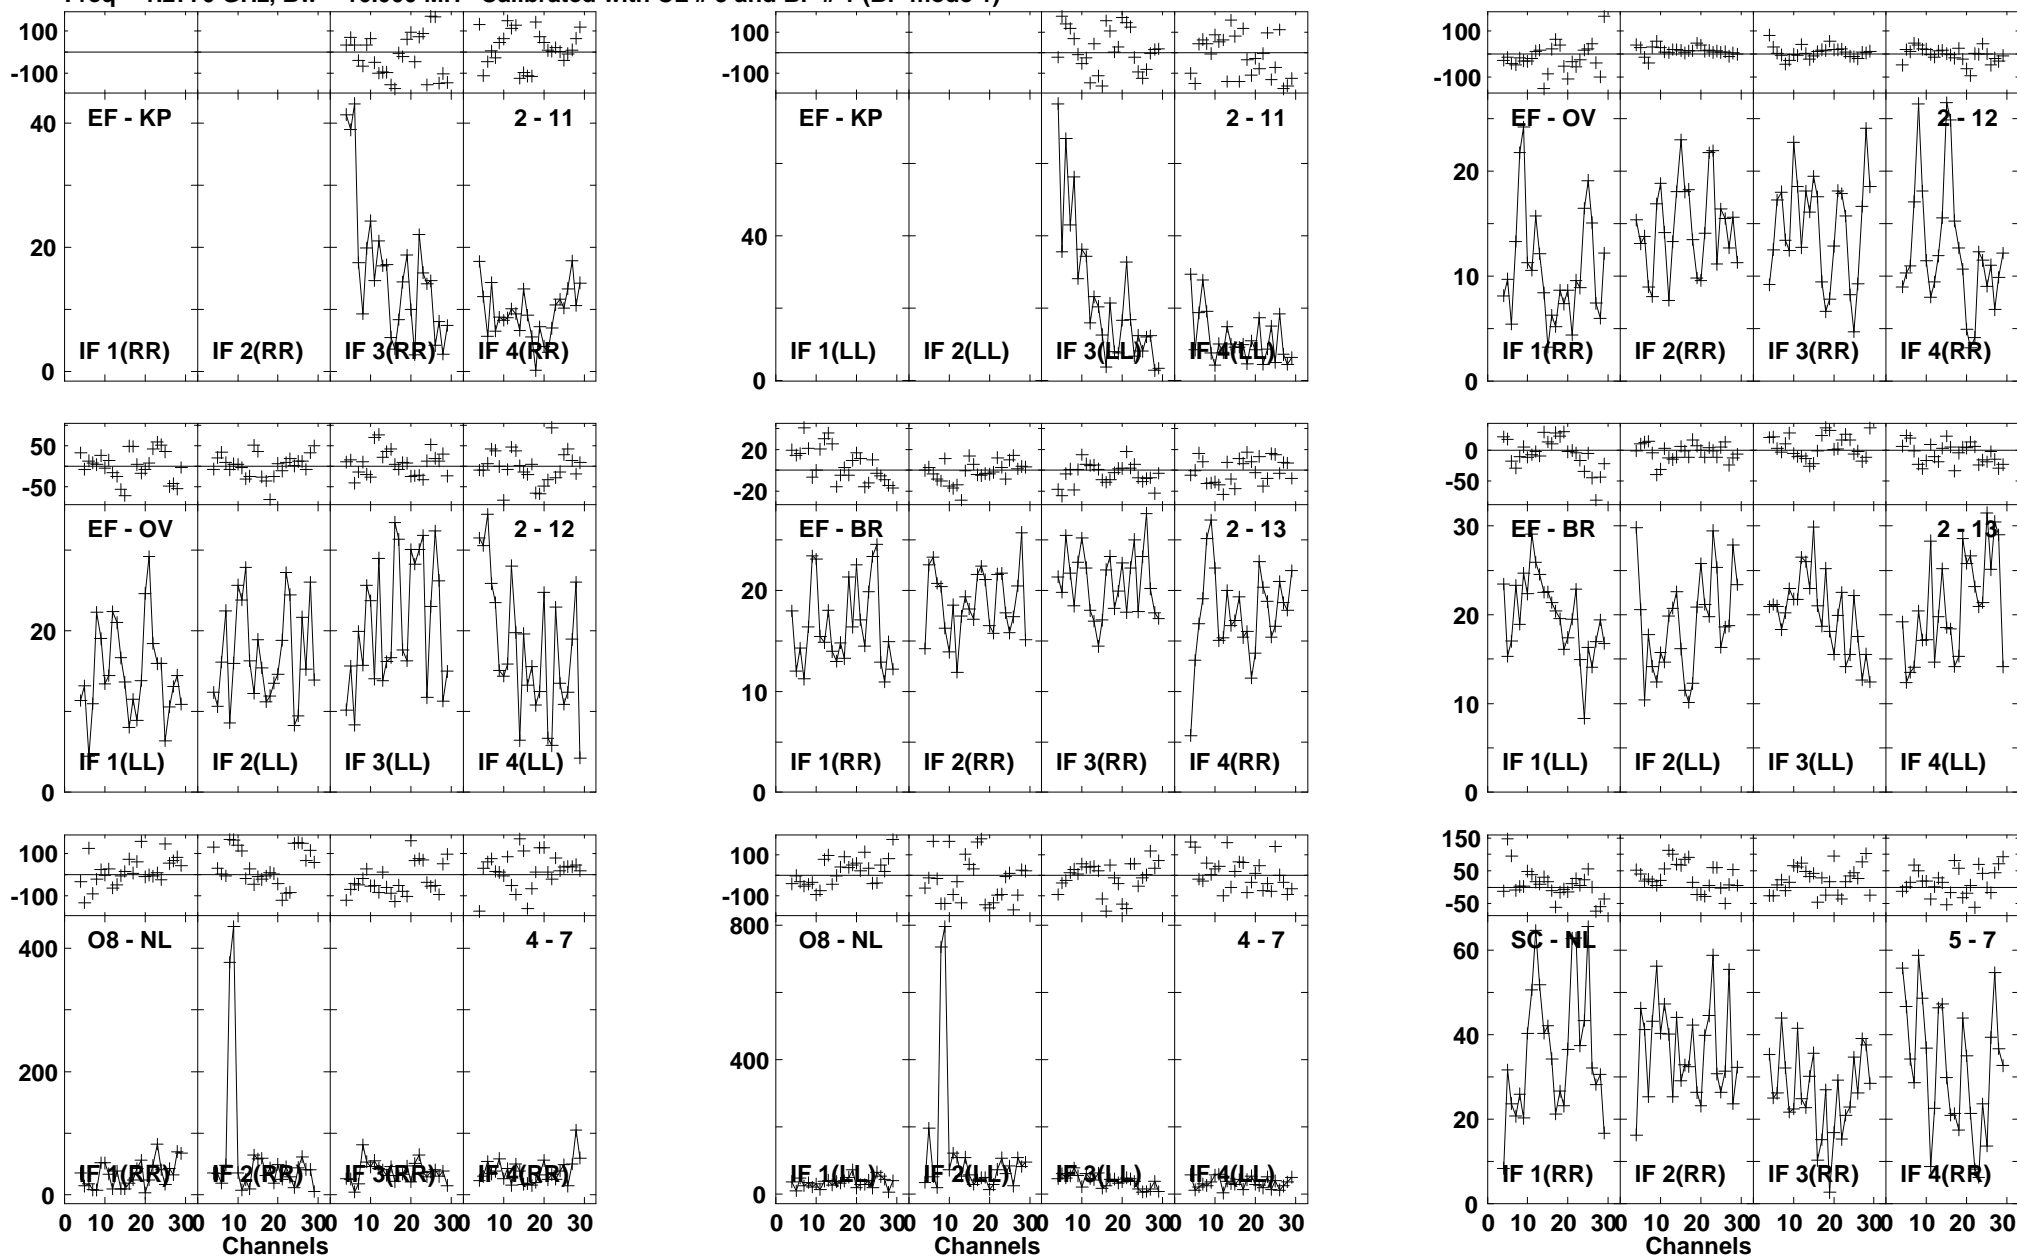 100
-100
40
20
0
EF - KP
2 - 11
IF 1(RR)
IF 2(RR)
IF 3(RR)
IF 4(RR)
100
-100
40
0
EF - KP
2 - 11
IF 1(LL)
IF 2(LL)
IF 3(LL)
IF 4(LL)
100
-100
20
10
0
EF - OV
2 - 12
IF 1(RR)
IF 2(RR)
IF 3(RR)
IF 4(RR)
50
-50
20
0
EF - OV
2 - 12
IF 1(LL)
IF 2(LL)
IF 3(LL)
IF 4(LL)
20
-20
20
10
0
EF - BR
2 - 13
IF 1(RR)
IF 2(RR)
IF 3(RR)
IF 4(RR)
0
-50
30
20
10
0
EF - BR
2 - 13
IF 1(LL)
IF 2(LL)
IF 3(LL)
IF 4(LL)
100
-100
400
200
0
O8 - NL
4 - 7
IF 1(RR)
IF 2(RR)
IF 3(RR)
IF 4(RR)
0 10 20 30 0 10 20 30 0 10 20 30 0 10 20 30
Channels
100
-100
800
400
0
O8 - NL
4 - 7
IF 1(LL)
IF 2(LL)
IF 3(LL)
IF 4(LL)
0 10 20 30 0 10 20 30 0 10 20 30 0 10 20 30
Channels
150
50
-50
60
40
20
0
SC - NL
5 - 7
IF 1(RR)
IF 2(RR)
IF 3(RR)
IF 4(RR)
0 10 20 30 0 10 20 30 0 10 20 30 0 10 20 30
Channels